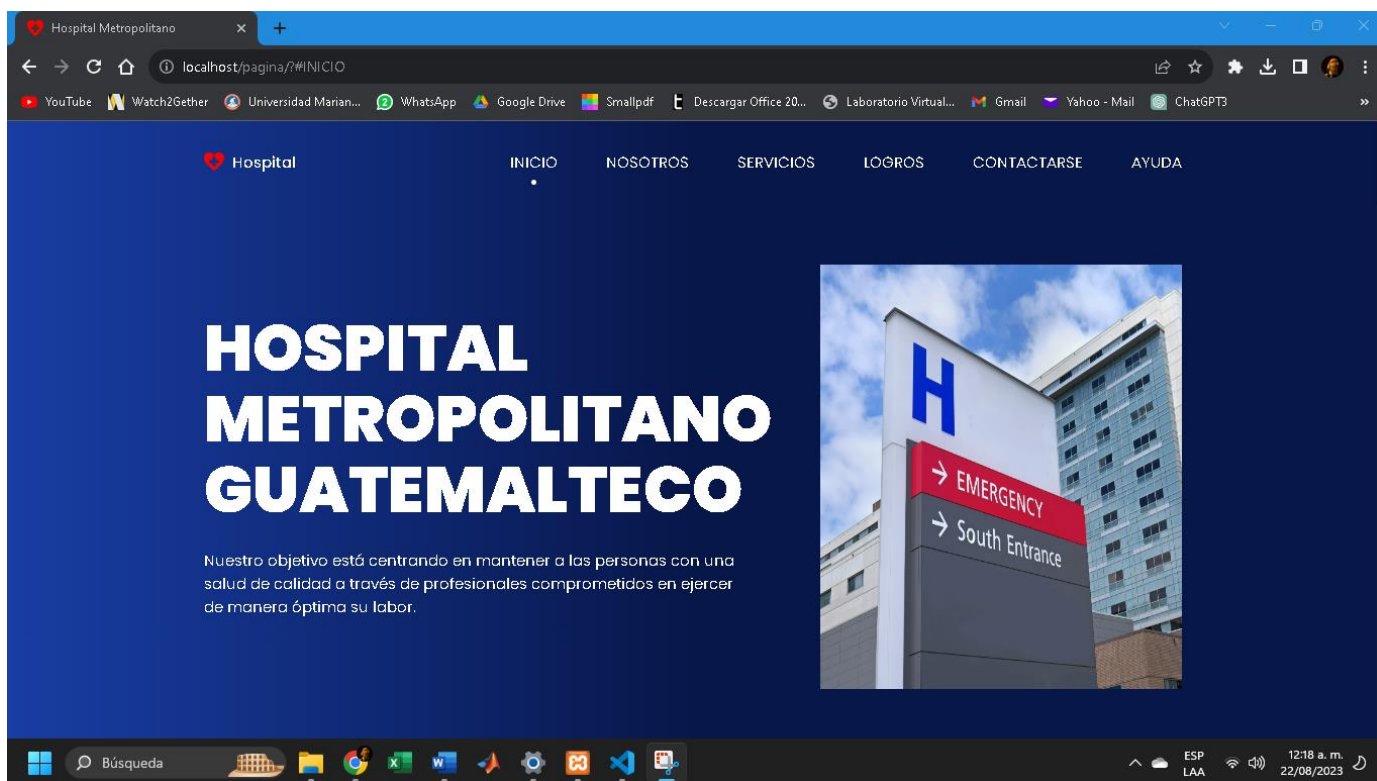 Hospital Metropolitano
localhost/pagina/?#INICIO
YouTube Watch2Gether Universidad Marian... WhatsApp Google Drive Smallpdf Descargar Office 20... Laboratorio Virtual... Gmail Yahoo - Mail ChatGPT3 »
Hospital INICIO NOSOTROS SERVICIOS LOGROS CONTACTARSE AYUDA
HOSPITAL
METROPOLITANO
GUATEMALTECO
Nuestro objetivo está centrando en mantener a las personas con una
salud de calidad a través de profesionales comprometidos en ejercer
de manera óptima su labor.
H
→ EMERGENCY
→ South Entrance
Búsqueda
ESP
LAA
12:18 a. m.
22/08/2023